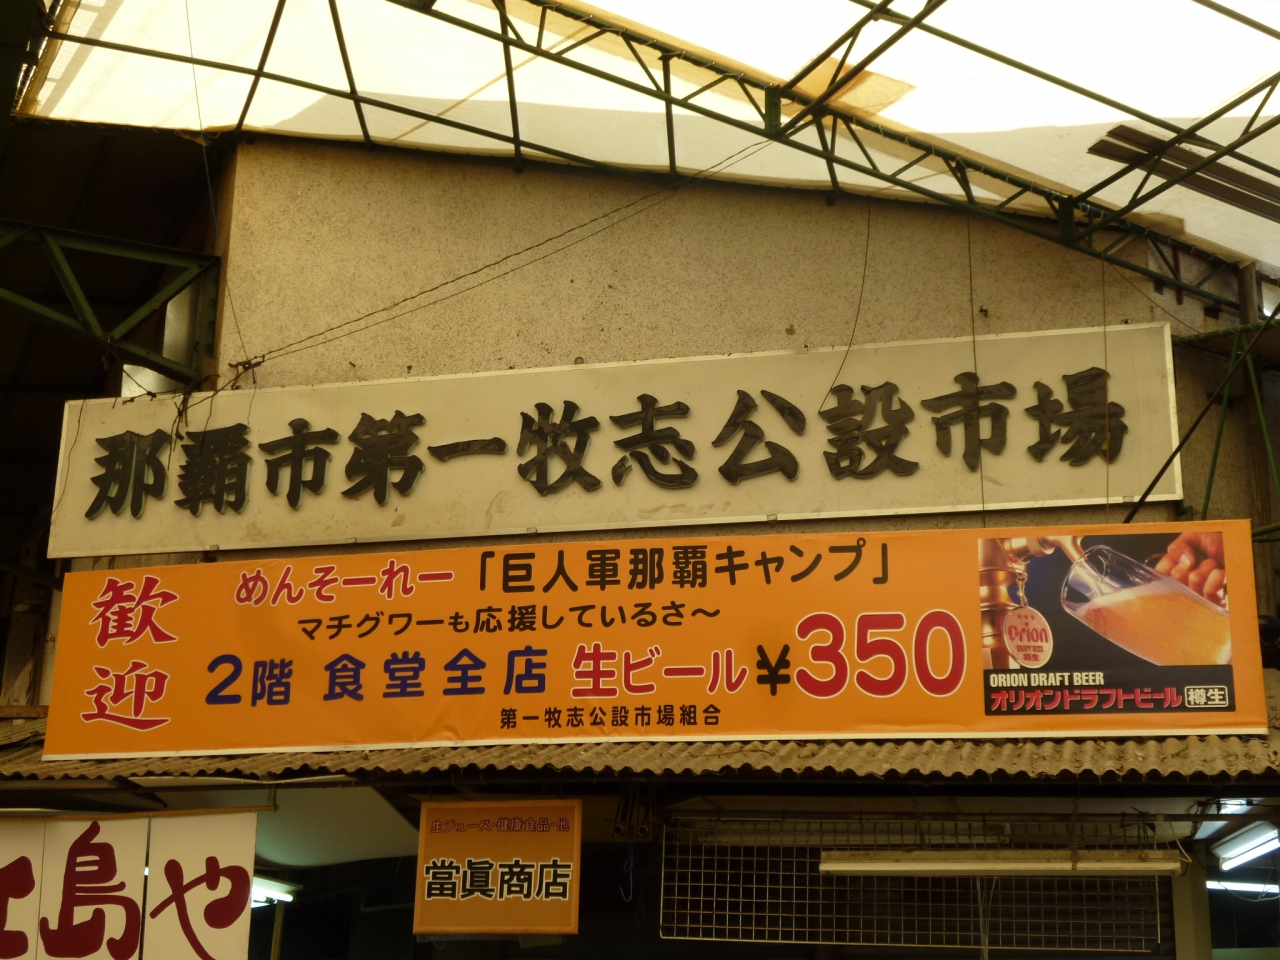 那覇市第一牧志公設市場
歓迎
めんそーれー「巨人軍那覇キャンプ」
マチグワーも応援しているさ～
2階 食堂全店 生ビール ¥350
第一牧志公設市場組合
Orion
DRAFT BEER
樽生
ORION DRAFT BEER
オリオンドラフトビール 樽生
生ジュース・健康食品・他
當眞商店
島や